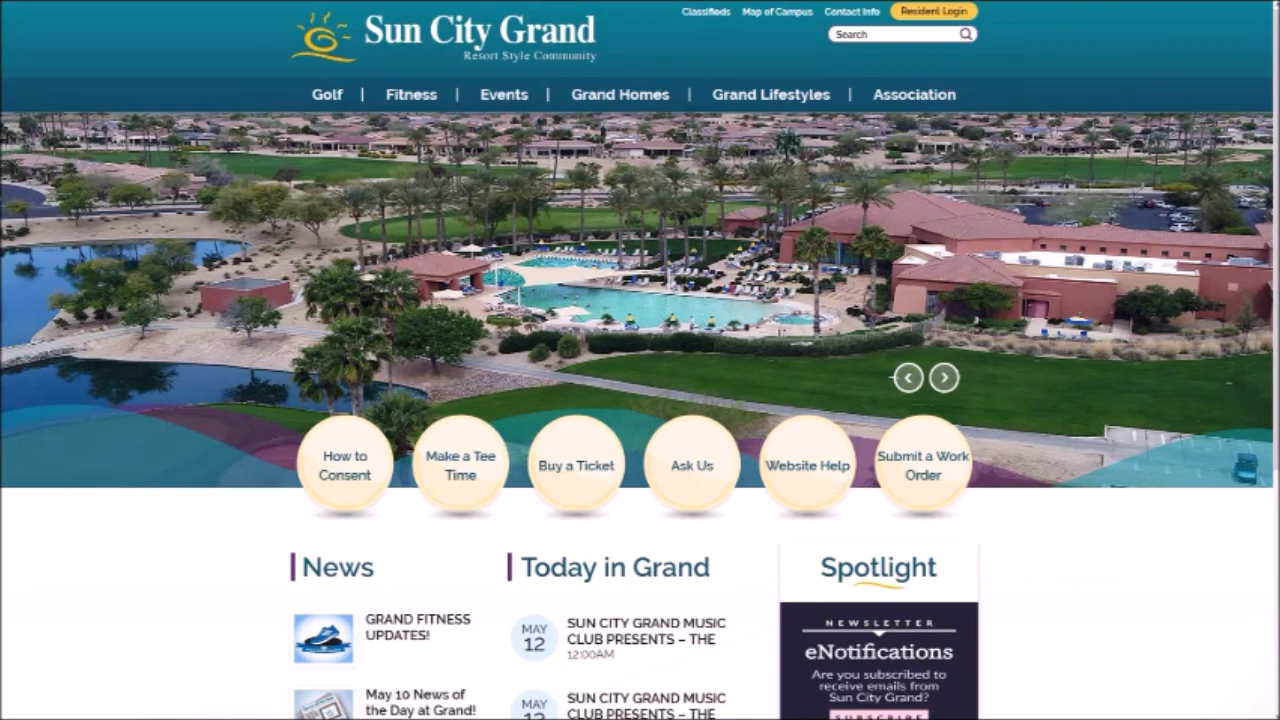 Sun City Grand
Resort Style Community
Classifieds Map of Campus Contact Info Resident Login
Search
Golf | Fitness | Events | Grand Homes | Grand Lifestyles | Association
How to
Consent
Make a Tee
Time
Buy a Ticket
Ask Us
Website Help
Submit a Work
Order
News
GRAND FITNESS
UPDATES!
May 10 News of
the Day at Grand!
Today in Grand
MAY
12
SUN CITY GRAND MUSIC
CLUB PRESENTS – THE
12:00AM
MAY
12
SUN CITY GRAND MUSIC
CLUB PRESENTS – THE
Spotlight
NEWSLETTER
eNotifications
Are you subscribed to
receive emails from
Sun City Grand?
SUBSCRIBE